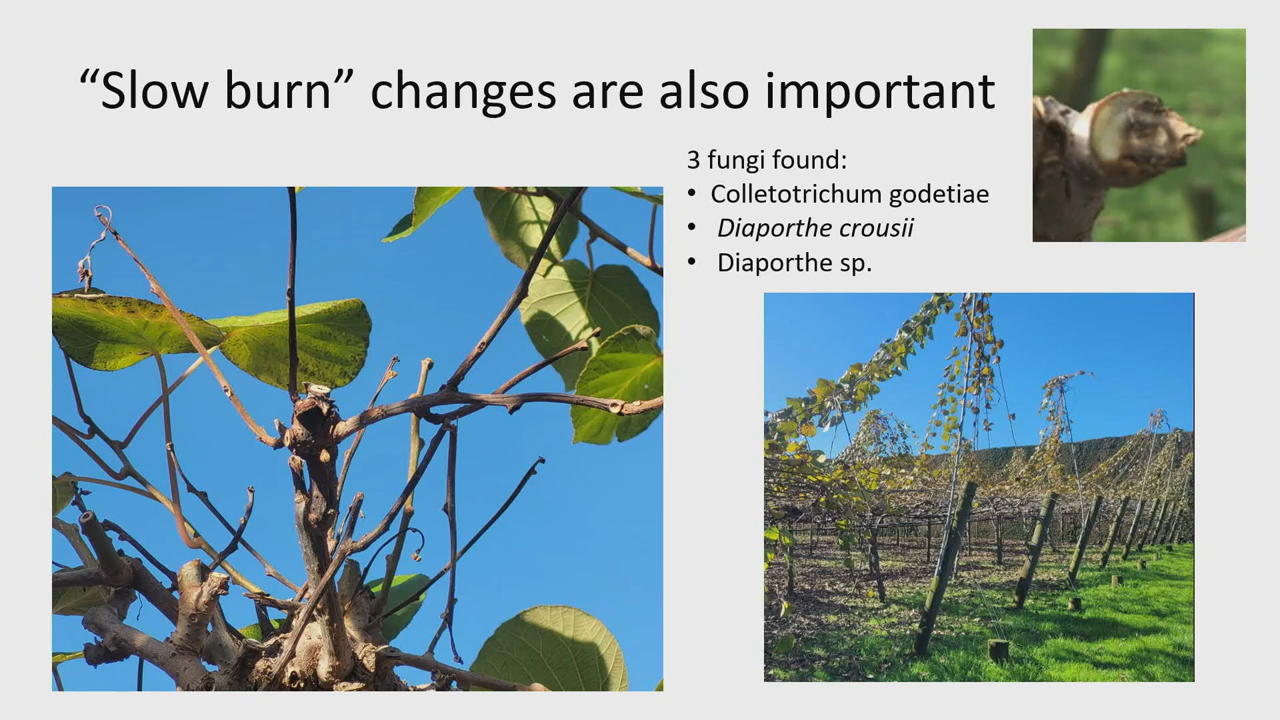 “Slow burn” changes are also important
3 fungi found:
• Colletotrichum godetiae
• Diaporthe crousii
• Diaporthe sp.